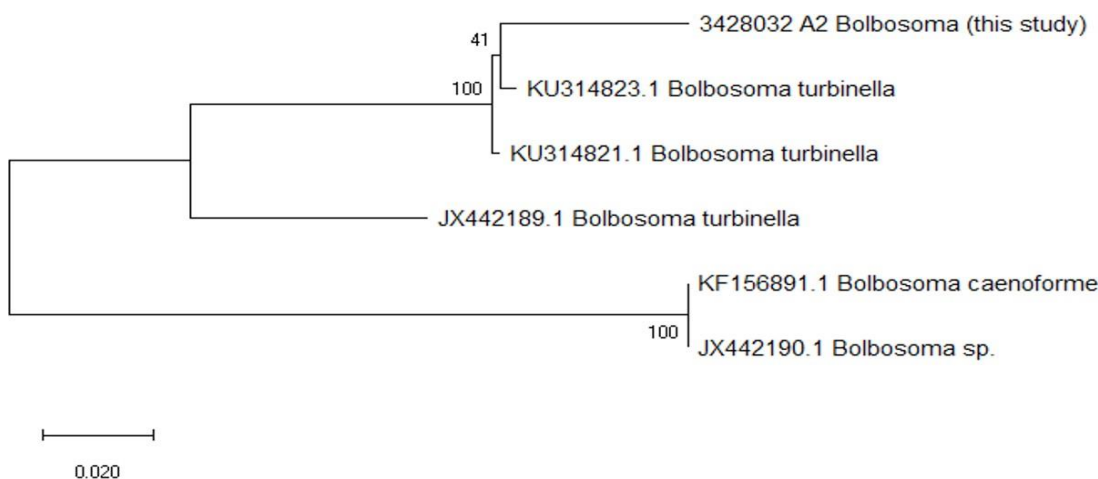 3428032 A2 Bolbosoma (this study)
41
KU314823.1 Bolbosoma turbinella
100
KU314821.1 Bolbosoma turbinella
JX442189.1 Bolbosoma turbinella
KF156891.1 Bolbosoma caenoforme
100
JX442190.1 Bolbosoma sp.
0.020